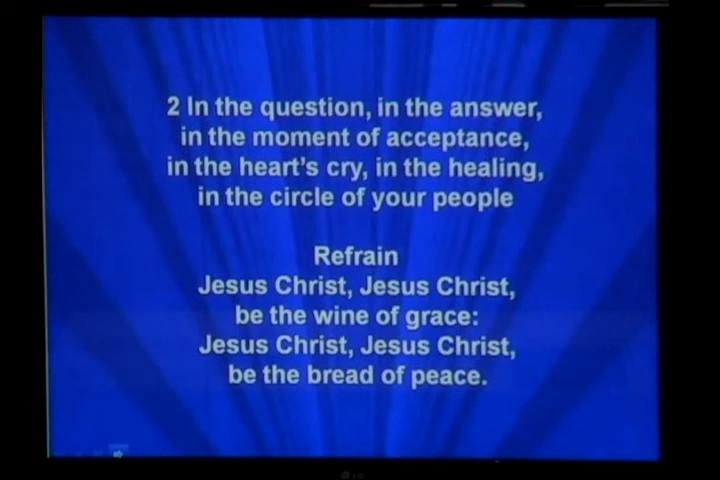 2 In the question, in the answer,
in the moment of acceptance,
in the heart's cry, in the healing,
in the circle of your people
Refrain
Jesus Christ, Jesus Christ,
be the wine of grace:
Jesus Christ, Jesus Christ,
be the bread of peace.